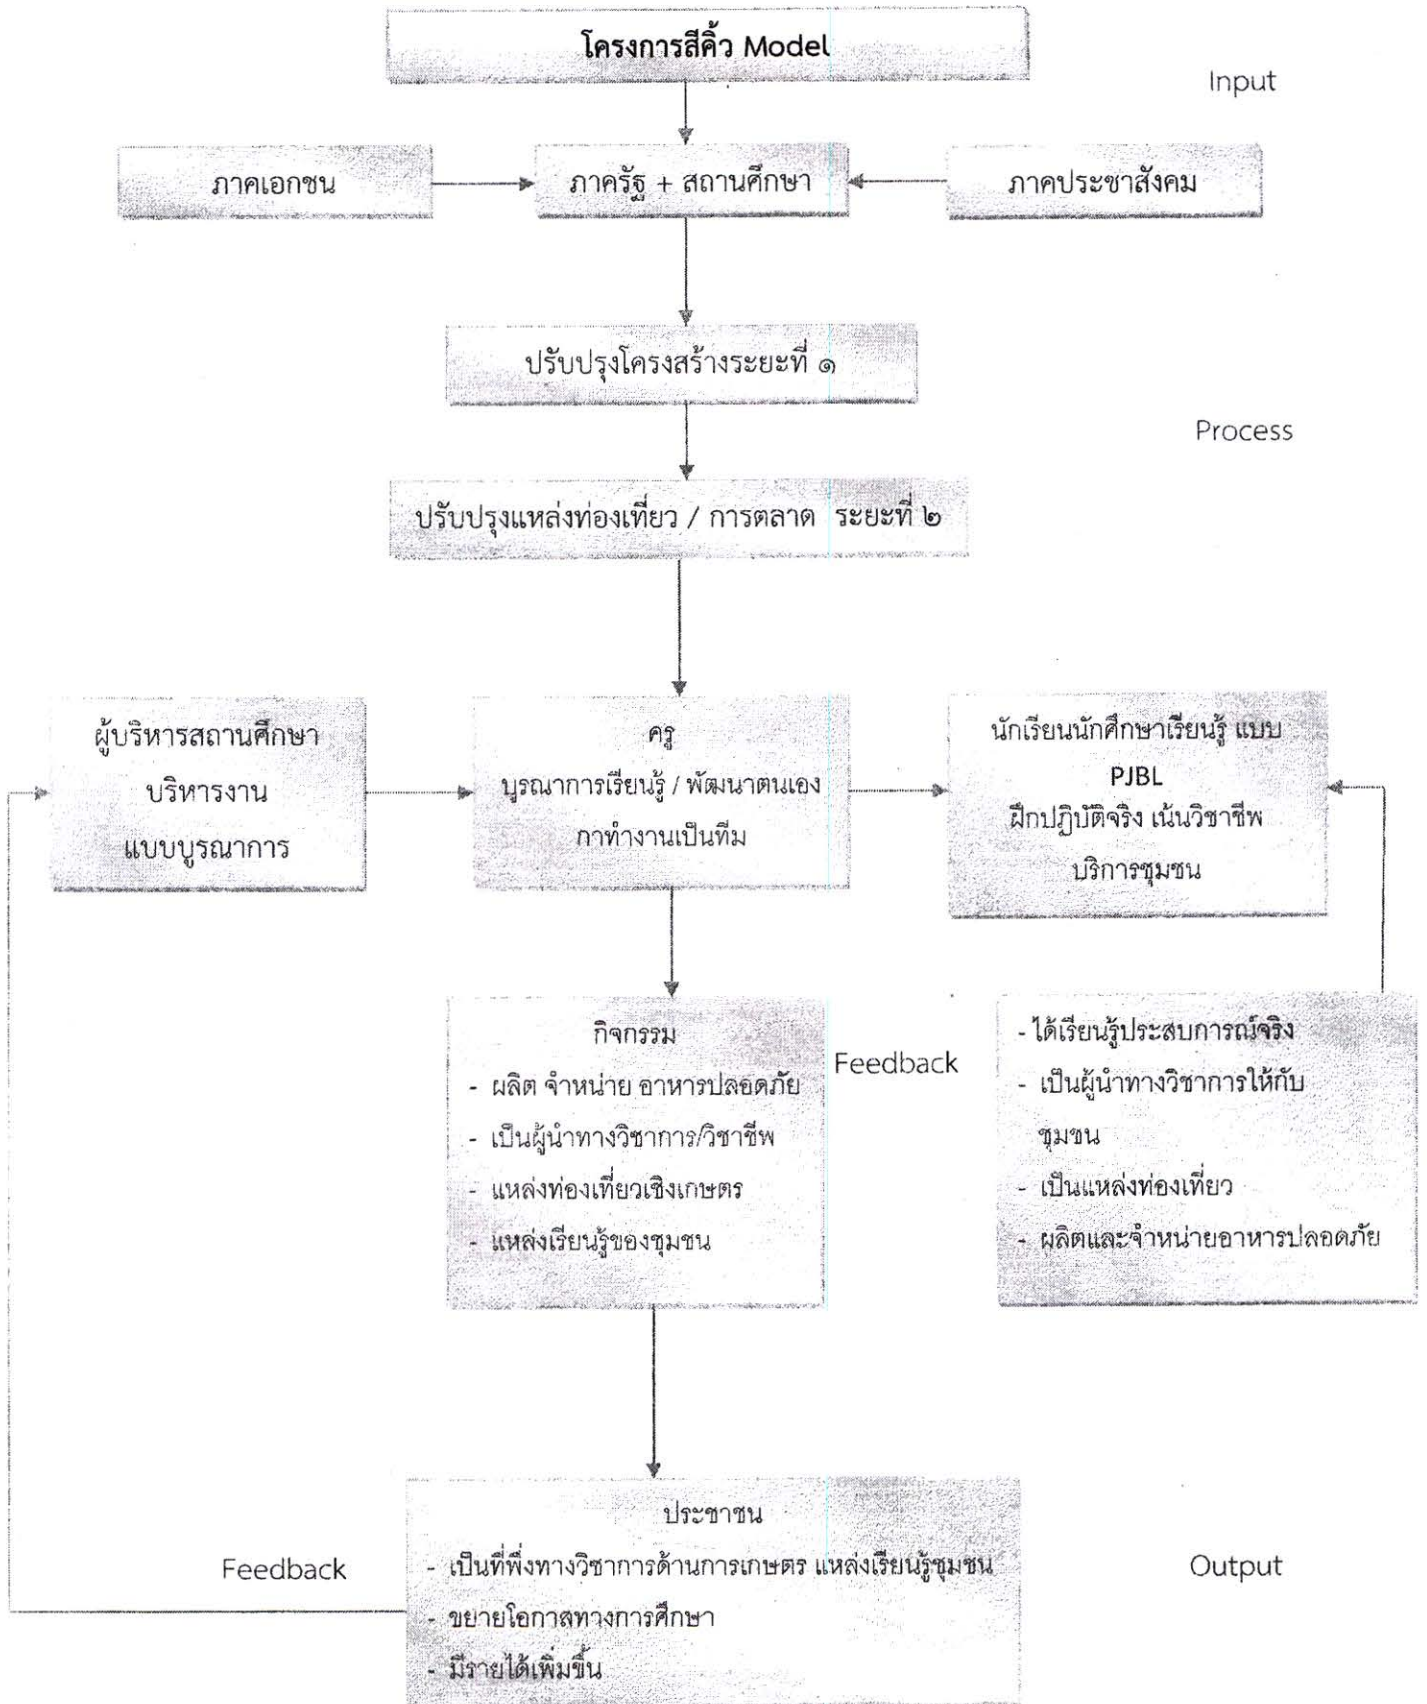 โครงการสีคิ้ว Model
Input
ภาคเอกชน
ภาครัฐ + สถานศึกษา
ภาคประชาสังคม
ปรับปรุงโครงสร้างระยะที่ ๑
Process
ปรับปรุงแหล่งท่องเที่ยว / การตลาด ระยะที่ ๒
ผู้บริหารสถานศึกษา
บริหารงาน
แบบบูรณาการ
ครู
บูรณาการเรียนรู้ / พัฒนาตนเอง
กาทำงานเป็นทีม
นักเรียนนักศึกษาเรียนรู้ แบบ
PJBL
ฝึกปฏิบัติจริง เน้นวิชาชีพ
บริการชุมชน
กิจกรรม
- ผลิต จำหน่าย อาหารปลอดภัย
- เป็นผู้นำทางวิชาการ/วิชาชีพ
- แหล่งท่องเที่ยวเชิงเกษตร
- แหล่งเรียนรู้ของชุมชน
Feedback
- ได้เรียนรู้ประสบการณ์จริง
- เป็นผู้นำทางวิชาการให้กับ
ชุมชน
- เป็นแหล่งท่องเที่ยว
- ผลิตและจำหน่ายอาหารปลอดภัย
ประชาชน
- เป็นที่พึ่งทางวิชาการด้านการเกษตร แหล่งเรียนรู้ชุมชน
- ขยายโอกาสทางการศึกษา
- มีรายได้เพิ่มขึ้น
Feedback
Output